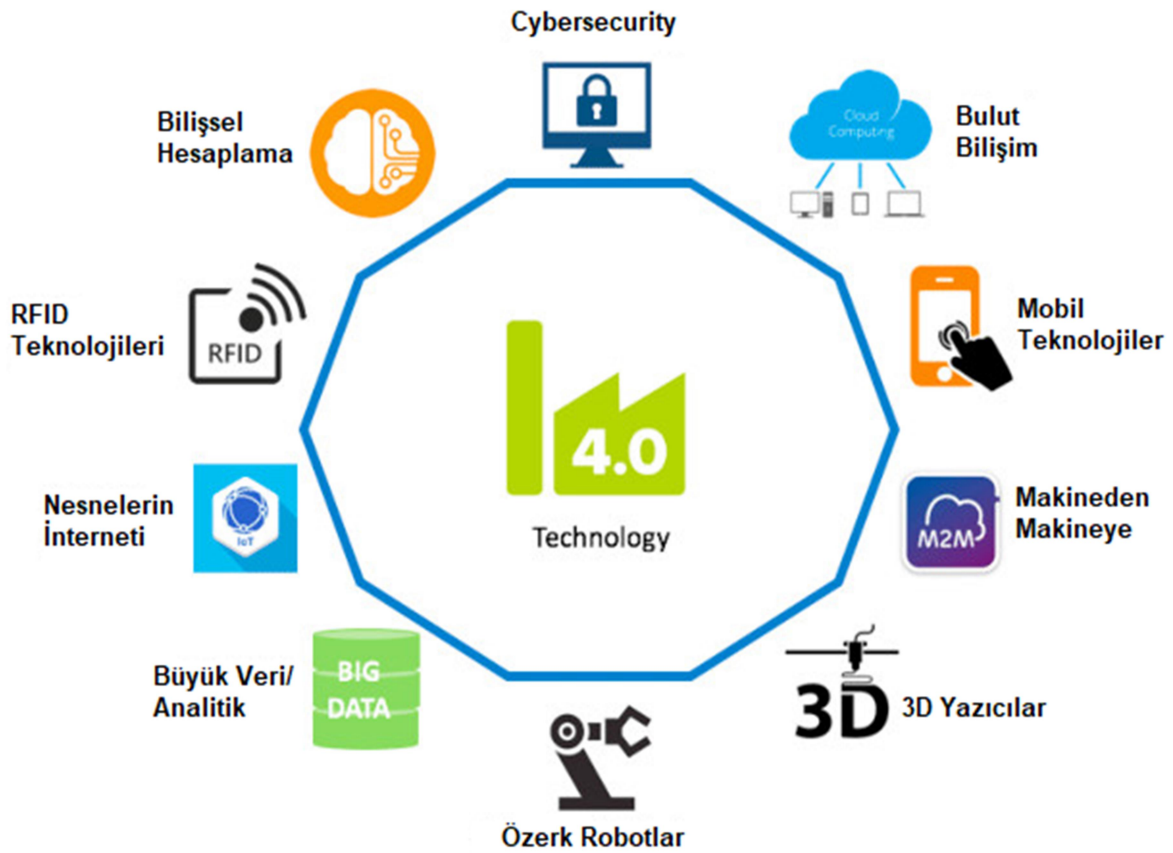 Cybersecurity
Bilişsel
Hesaplama
Cloud
Computing
Bulut
Bilişim
RFID
Teknolojileri
RFID
Mobil
Teknolojiler
4.0
Technology
Nesnelerin
İnterneti
IoT
M2M
Makineden
Makineye
Büyük Veri/
Analitik
BIG
DATA
3D
3D Yazıcılar
Özerk Robotlar